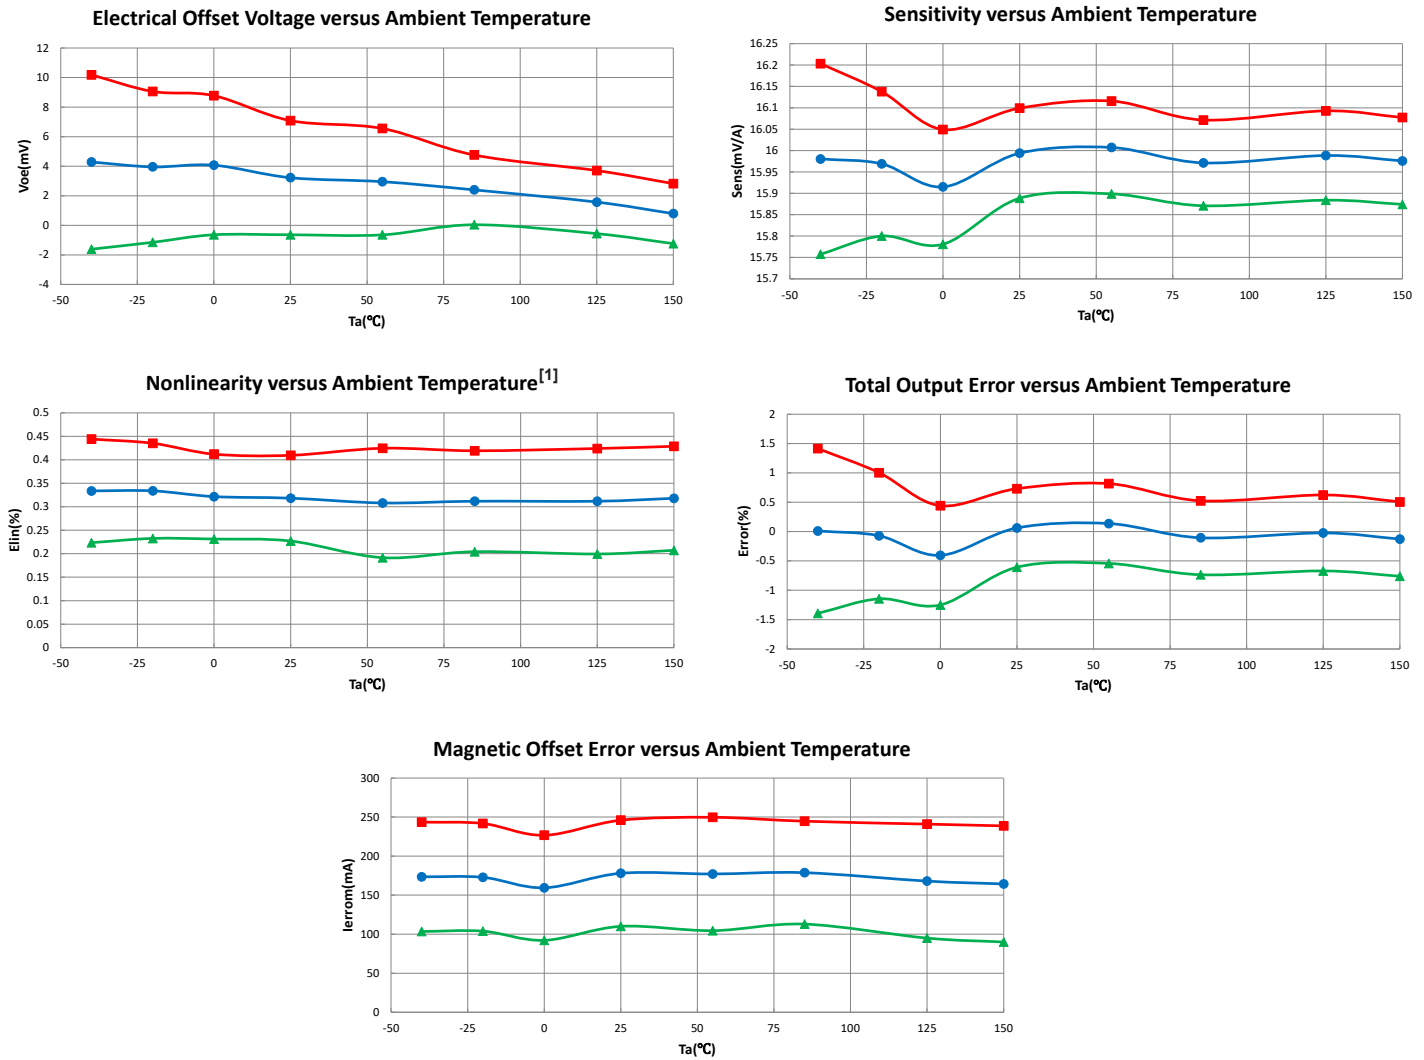 Electrical Offset Voltage versus Ambient Temperature
12
10
8
6
4
2
0
-2
-4
Voe(mV)
-50 -25 0 25 50 75 100 125 150
Ta(℃)
Sensitivity versus Ambient Temperature
16.25
16.2
16.15
16.1
16.05
16
15.95
15.9
15.85
15.8
15.75
15.7
Sens(mV/A)
-50 -25 0 25 50 75 100 125 150
Ta(℃)
Nonlinearity versus Ambient Temperature[1]
0.5
0.45
0.4
0.35
0.3
0.25
0.2
0.15
0.1
0.05
0
Elin(%)
-50 -25 0 25 50 75 100 125 150
Ta(℃)
Total Output Error versus Ambient Temperature
2
1.5
1
0.5
0
-0.5
-1
-1.5
-2
Error(%)
-50 -25 0 25 50 75 100 125 150
Ta(℃)
Magnetic Offset Error versus Ambient Temperature
300
250
200
150
100
50
0
Ierrom(mA)
-50 -25 0 25 50 75 100 125 150
Ta(℃)